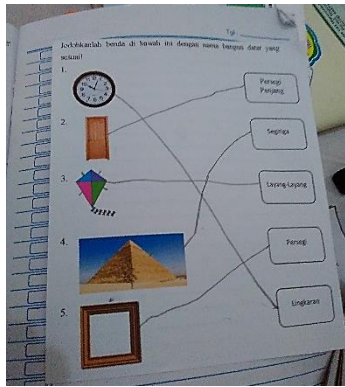 Tgl :
Jodohkanlah benda di bawah ini dengan nama bangun datar yang
sesuai!
1.
Persegi
Panjang
2.
Segitiga
3.
Layang-Layang
4.
Persegi
5.
Lingkaran